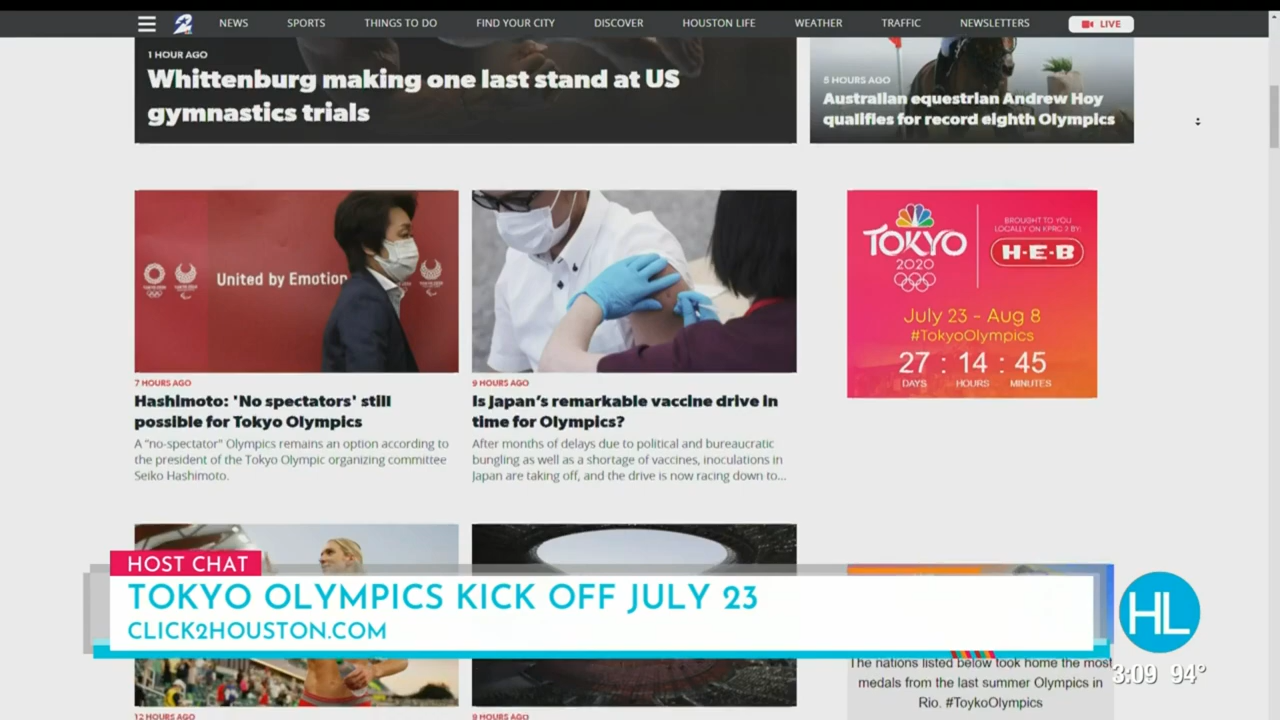 2 NEWS SPORTS THINGS TO DO FIND YOUR CITY DISCOVER HOUSTON LIFE WEATHER TRAFFIC NEWSLETTERS LIVE
1 HOUR AGO
Whittenburg making one last stand at US
gymnastics trials
5 HOURS AGO
Australian equestrian Andrew Hoy
qualifies for record eighth Olympics
United by Emotion
7 HOURS AGO
Hashimoto: 'No spectators' still
possible for Tokyo Olympics
A "no-spectator" Olympics remains an option according to
the president of the Tokyo Olympic organizing committee
Seiko Hashimoto.
9 HOURS AGO
Is Japan's remarkable vaccine drive in
time for Olympics?
After months of delays due to political and bureaucratic
bungling as well as a shortage of vaccines, inoculations in
Japan are taking off, and the drive is now racing down to...
TOKYO
2020
BROUGHT TO YOU
LOCALLY ON KPRC 2 BY:
H-E-B
July 23 - Aug 8
#TokyoOlympics
27 : 14 : 45
DAYS HOURS MINUTES
HOST CHAT
TOKYO OLYMPICS KICK OFF JULY 23
CLICK2HOUSTON.COM
HL
3:09 94°
The nations listed below took home the most
medals from the last summer Olympics in
Rio. #ToykoOlympics
12 HOURS AGO
9 HOURS AGO